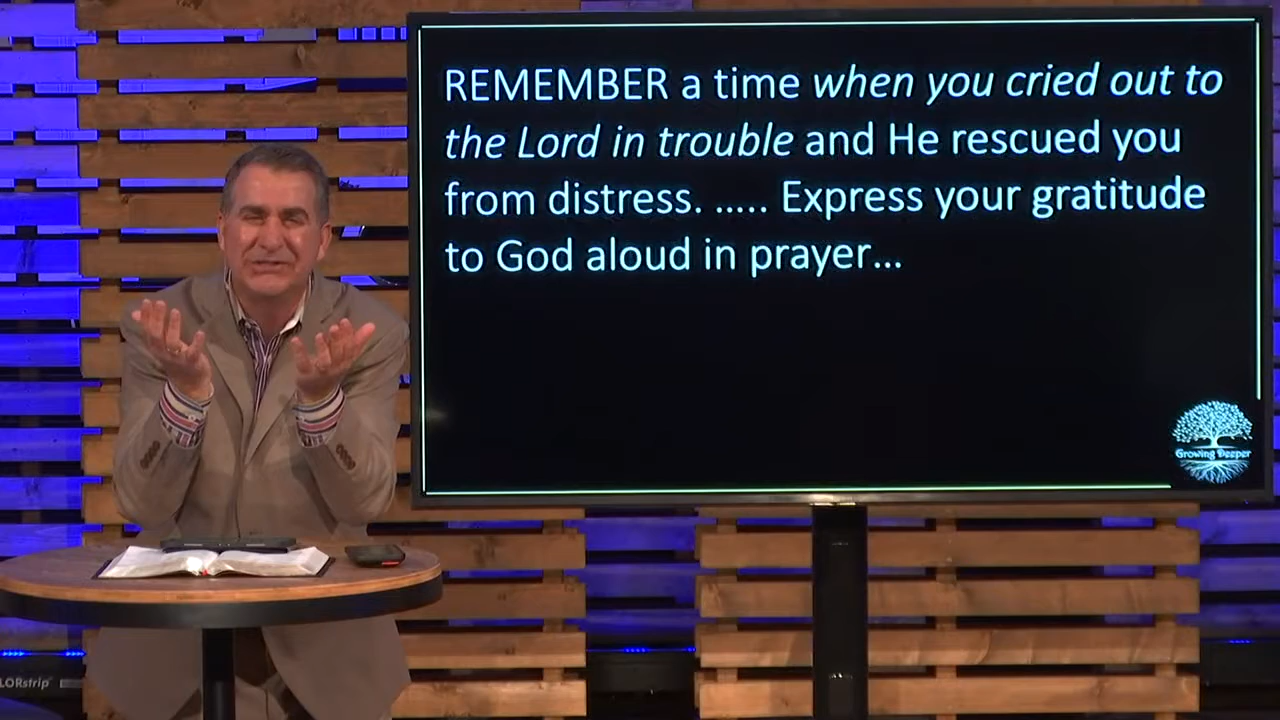 REMEMBER a time when you cried out to
the Lord in trouble and He rescued you
from distress. ..... Express your gratitude
to God aloud in prayer...
Growing Deeper
LORstrip